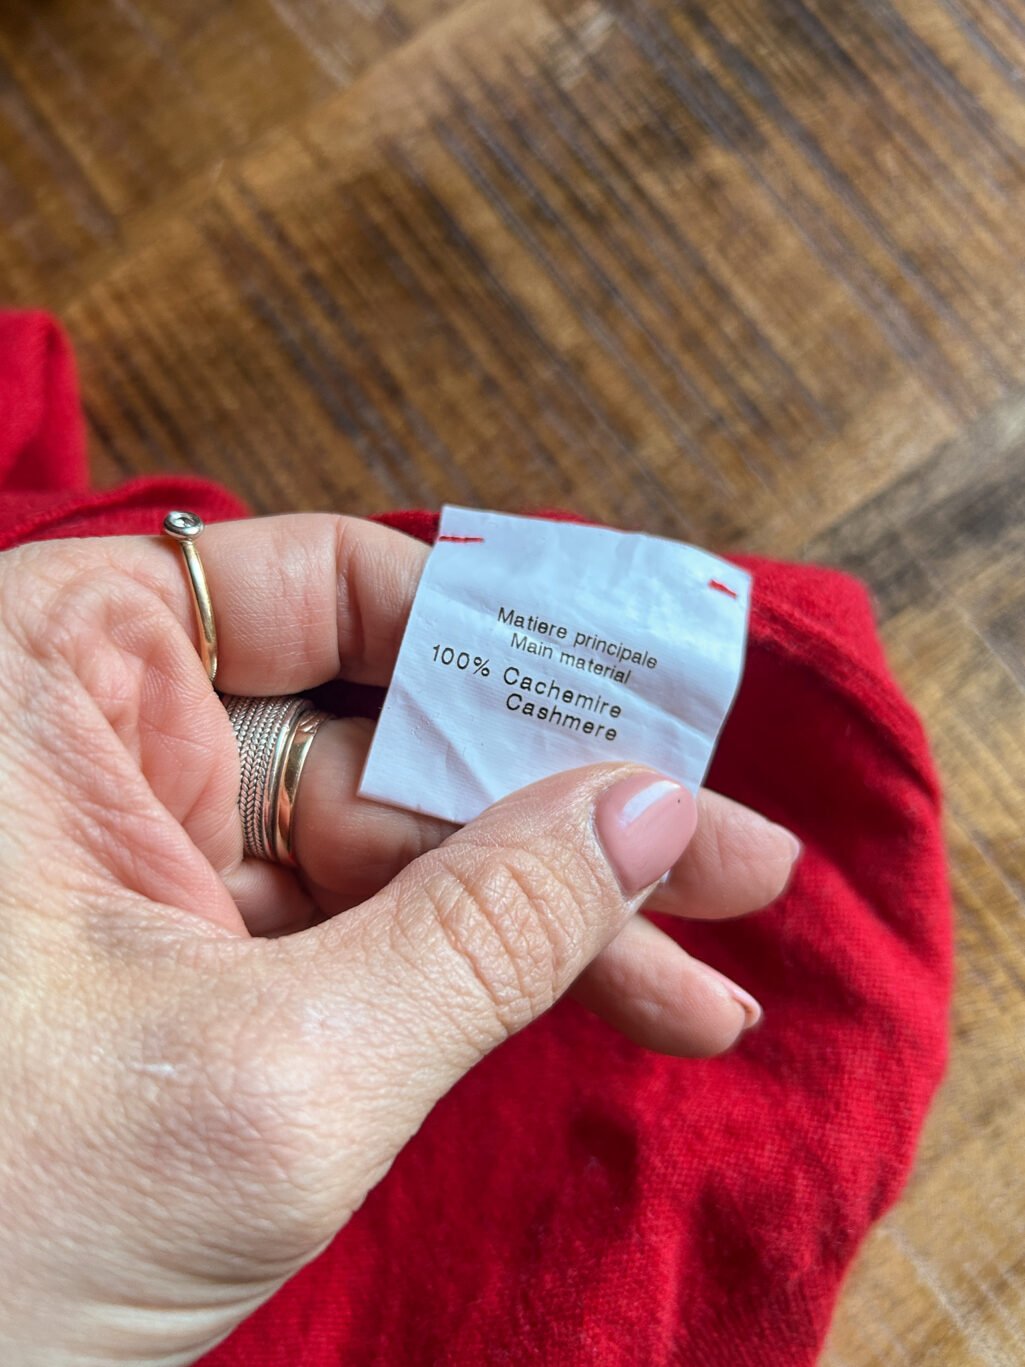 Matiere principale
Main material
100% Cachemire
Cashmere